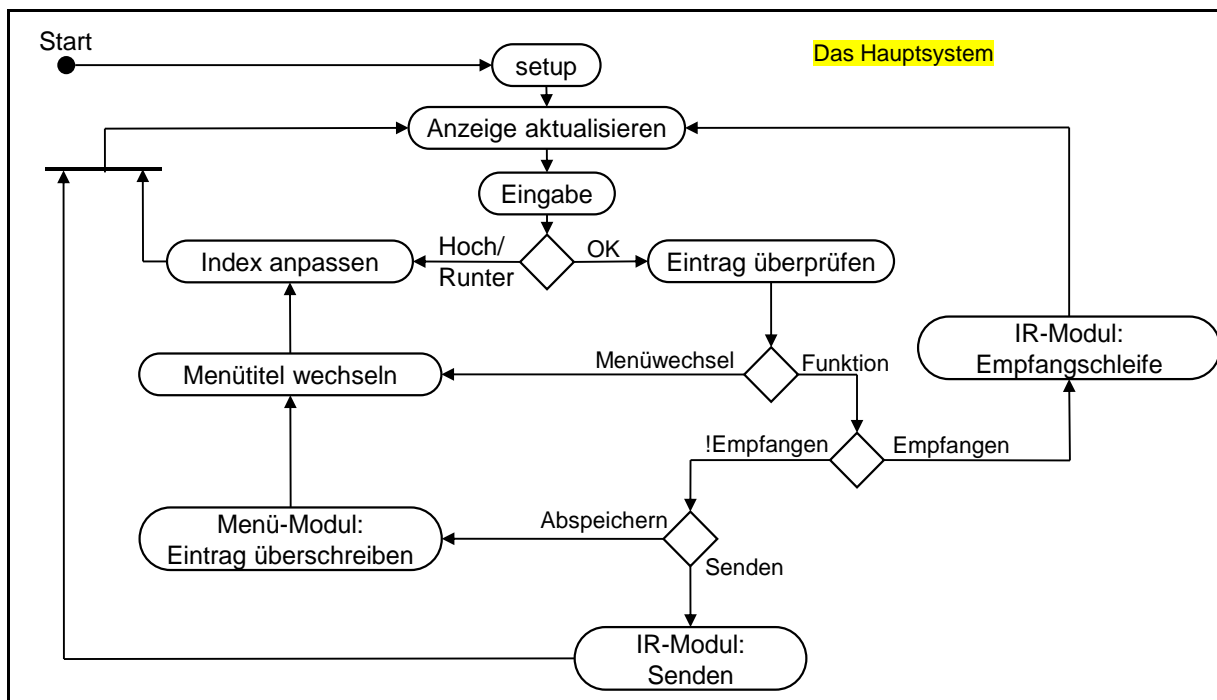 Start
Das Hauptsystem
setup
Anzeige aktualisieren
Eingabe
Hoch/
Runter
OK
Index anpassen
Eintrag überprüfen
IR-Modul:
Empfangschleife
Menüwechsel
Funktion
Menütitel wechseln
!Empfangen
Empfangen
Menü-Modul:
Eintrag überschreiben
Abspeichern
Senden
IR-Modul:
Senden